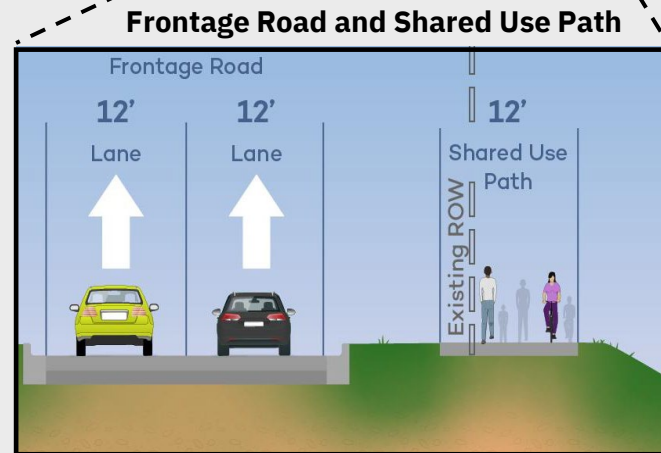 Frontage Road and Shared Use Path
Frontage Road
12’ 12’ 12’
Lane Lane Shared Use
Path
Existing ROW